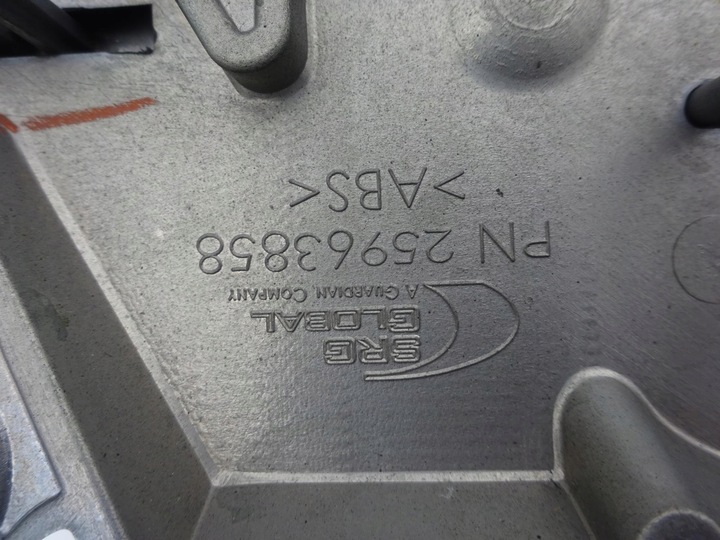 SRG
GLOBAL
A GUARDIAN COMPANY
PN 25963858
>ABS<